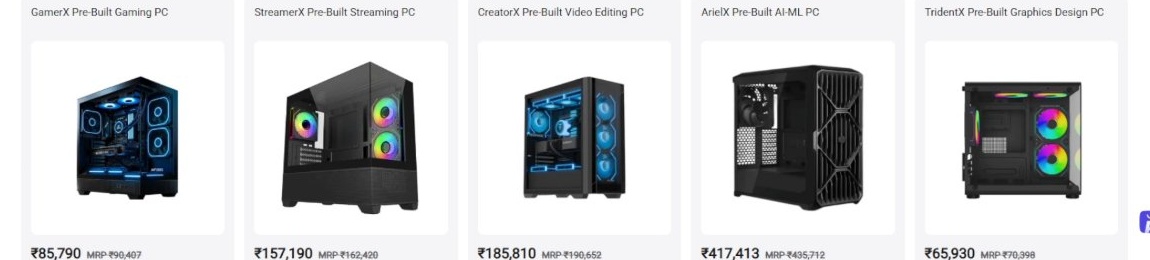 GamerX Pre-Built Gaming PC
StreamerX Pre-Built Streaming PC
CreatorX Pre-Built Video Editing PC
ArielX Pre-Built AI-ML PC
TridentX Pre-Built Graphics Design PC
₹85,790 MRP ₹90,407
₹157,190 MRP ₹162,420
₹185,810 MRP ₹190,652
₹417,413 MRP ₹435,712
₹65,930 MRP ₹70,398